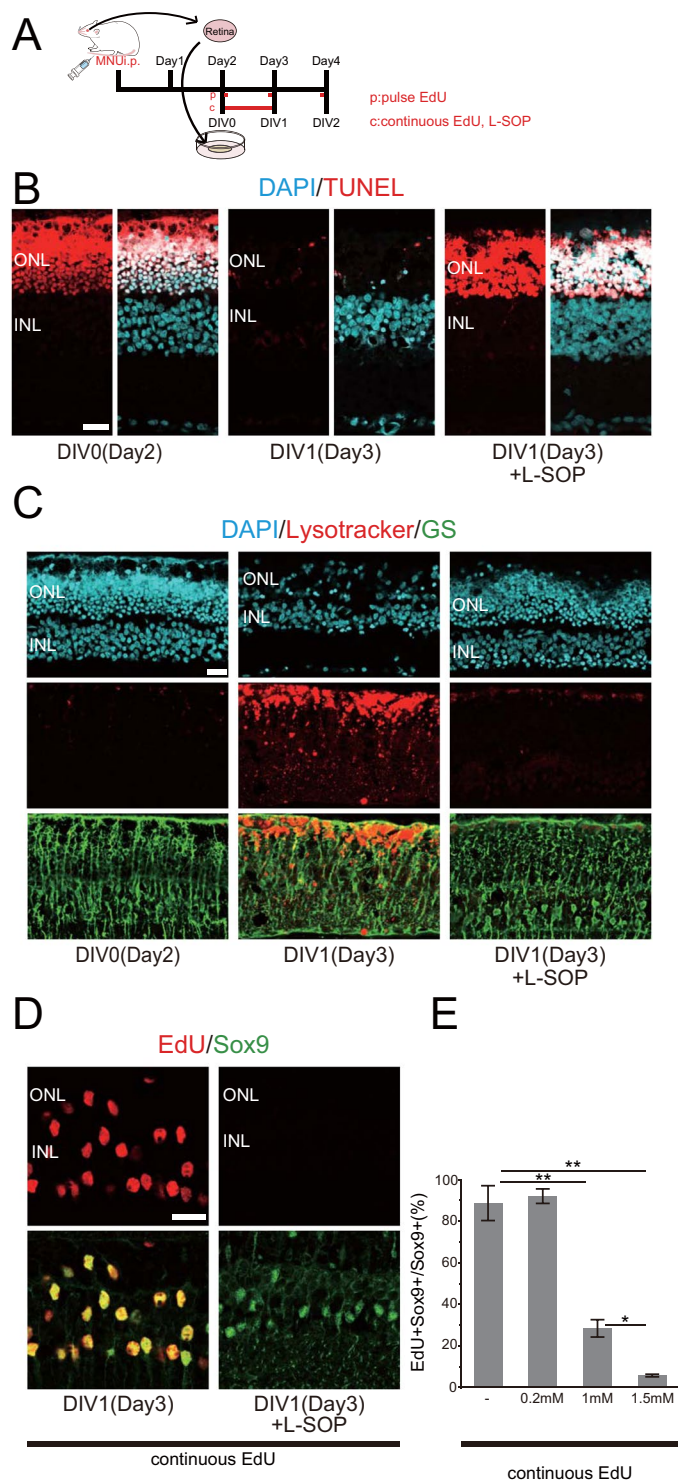 A
Retina
MNUi.p. Day1 Day2 Day3 Day4
p
c
p:pulse EdU
c:continuous EdU, L-SOP
DIV0 DIV1 DIV2
B
DAPI/TUNEL
ONL ONL ONL
INL INL INL
DIV0(Day2) DIV1(Day3) DIV1(Day3)
+L-SOP
C
DAPI/Lysotracker/GS
ONL ONL ONL
INL INL INL
DIV0(Day2) DIV1(Day3) DIV1(Day3)
+L-SOP
D
EdU/Sox9
ONL ONL
INL INL
DIV1(Day3) DIV1(Day3)
+L-SOP
continuous EdU
E
EdU+Sox9+/Sox9+(%)
100
80
60
40
20
0
**
**
*
- 0.2mM 1mM 1.5mM
continuous EdU